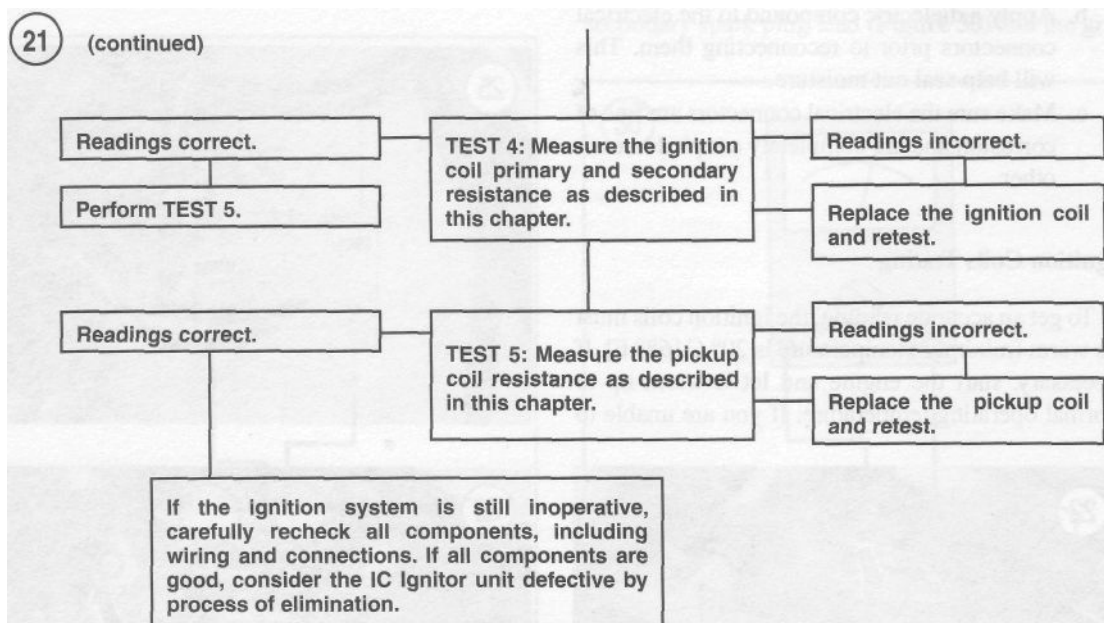 21 (continued)
Readings correct.
Perform TEST 5.
TEST 4: Measure the ignition
coil primary and secondary
resistance as described in
this chapter.
Readings incorrect.
Replace the ignition coil
and retest.
Readings correct.
TEST 5: Measure the pickup
coil resistance as described
in this chapter.
Readings incorrect.
Replace the pickup coil
and retest.
If the ignition system is still inoperative,
carefully recheck all components, including
wiring and connections. If all components are
good, consider the IC Ignitor unit defective by
process of elimination.